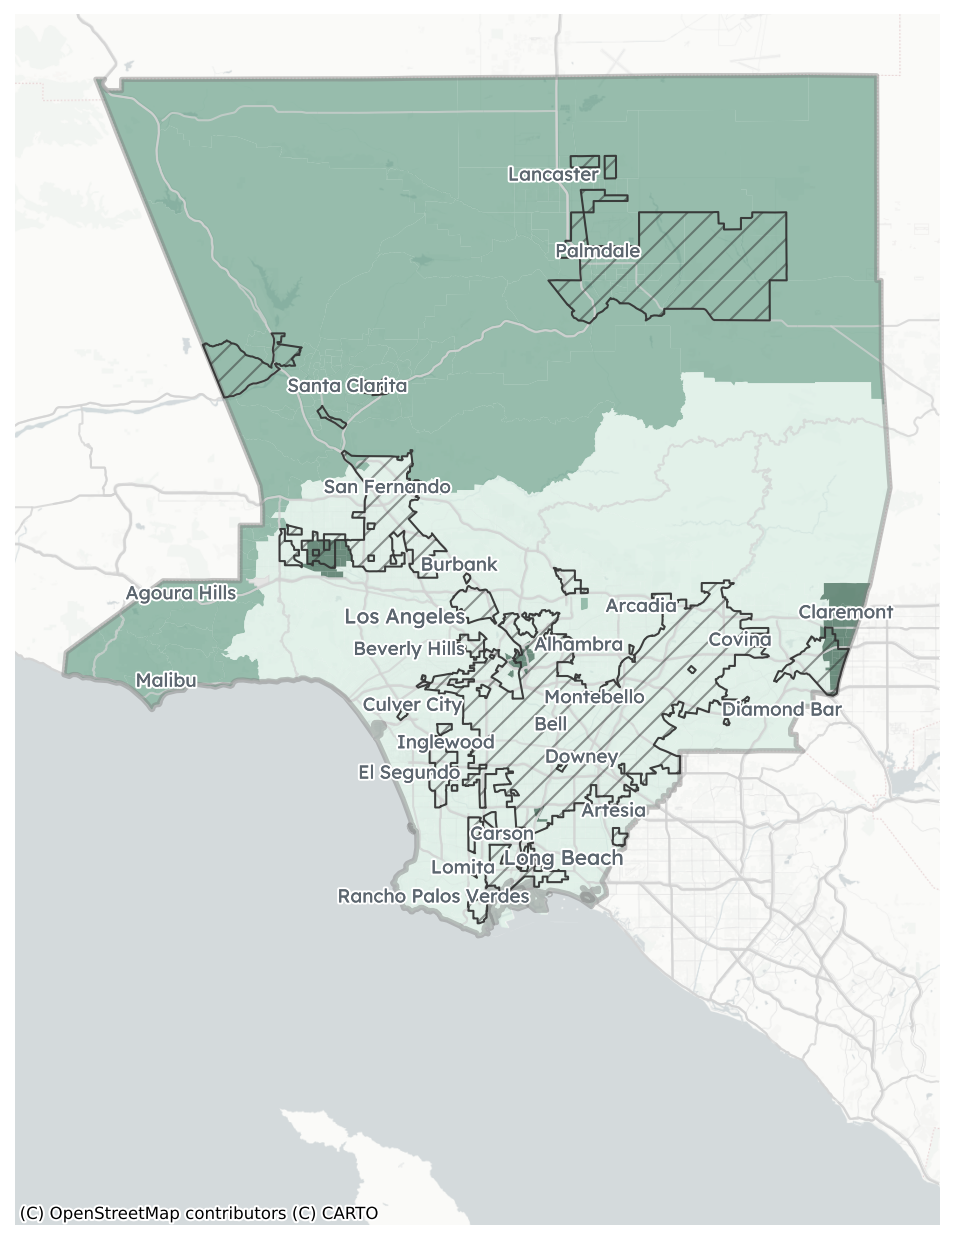 Lancaster
Palmdale
Santa Clarita
San Fernando
Burbank
Agoura Hills
Los Angeles
Arcadia
Claremont
Beverly Hills
Alhambra
Covina
Malibu
Culver City
Montebello
Diamond Bar
Bell
Inglewood
Downey
El Segundo
Artesia
Carson
Long Beach
Lomita
Rancho Palos Verdes
(C) OpenStreetMap contributors (C) CARTO